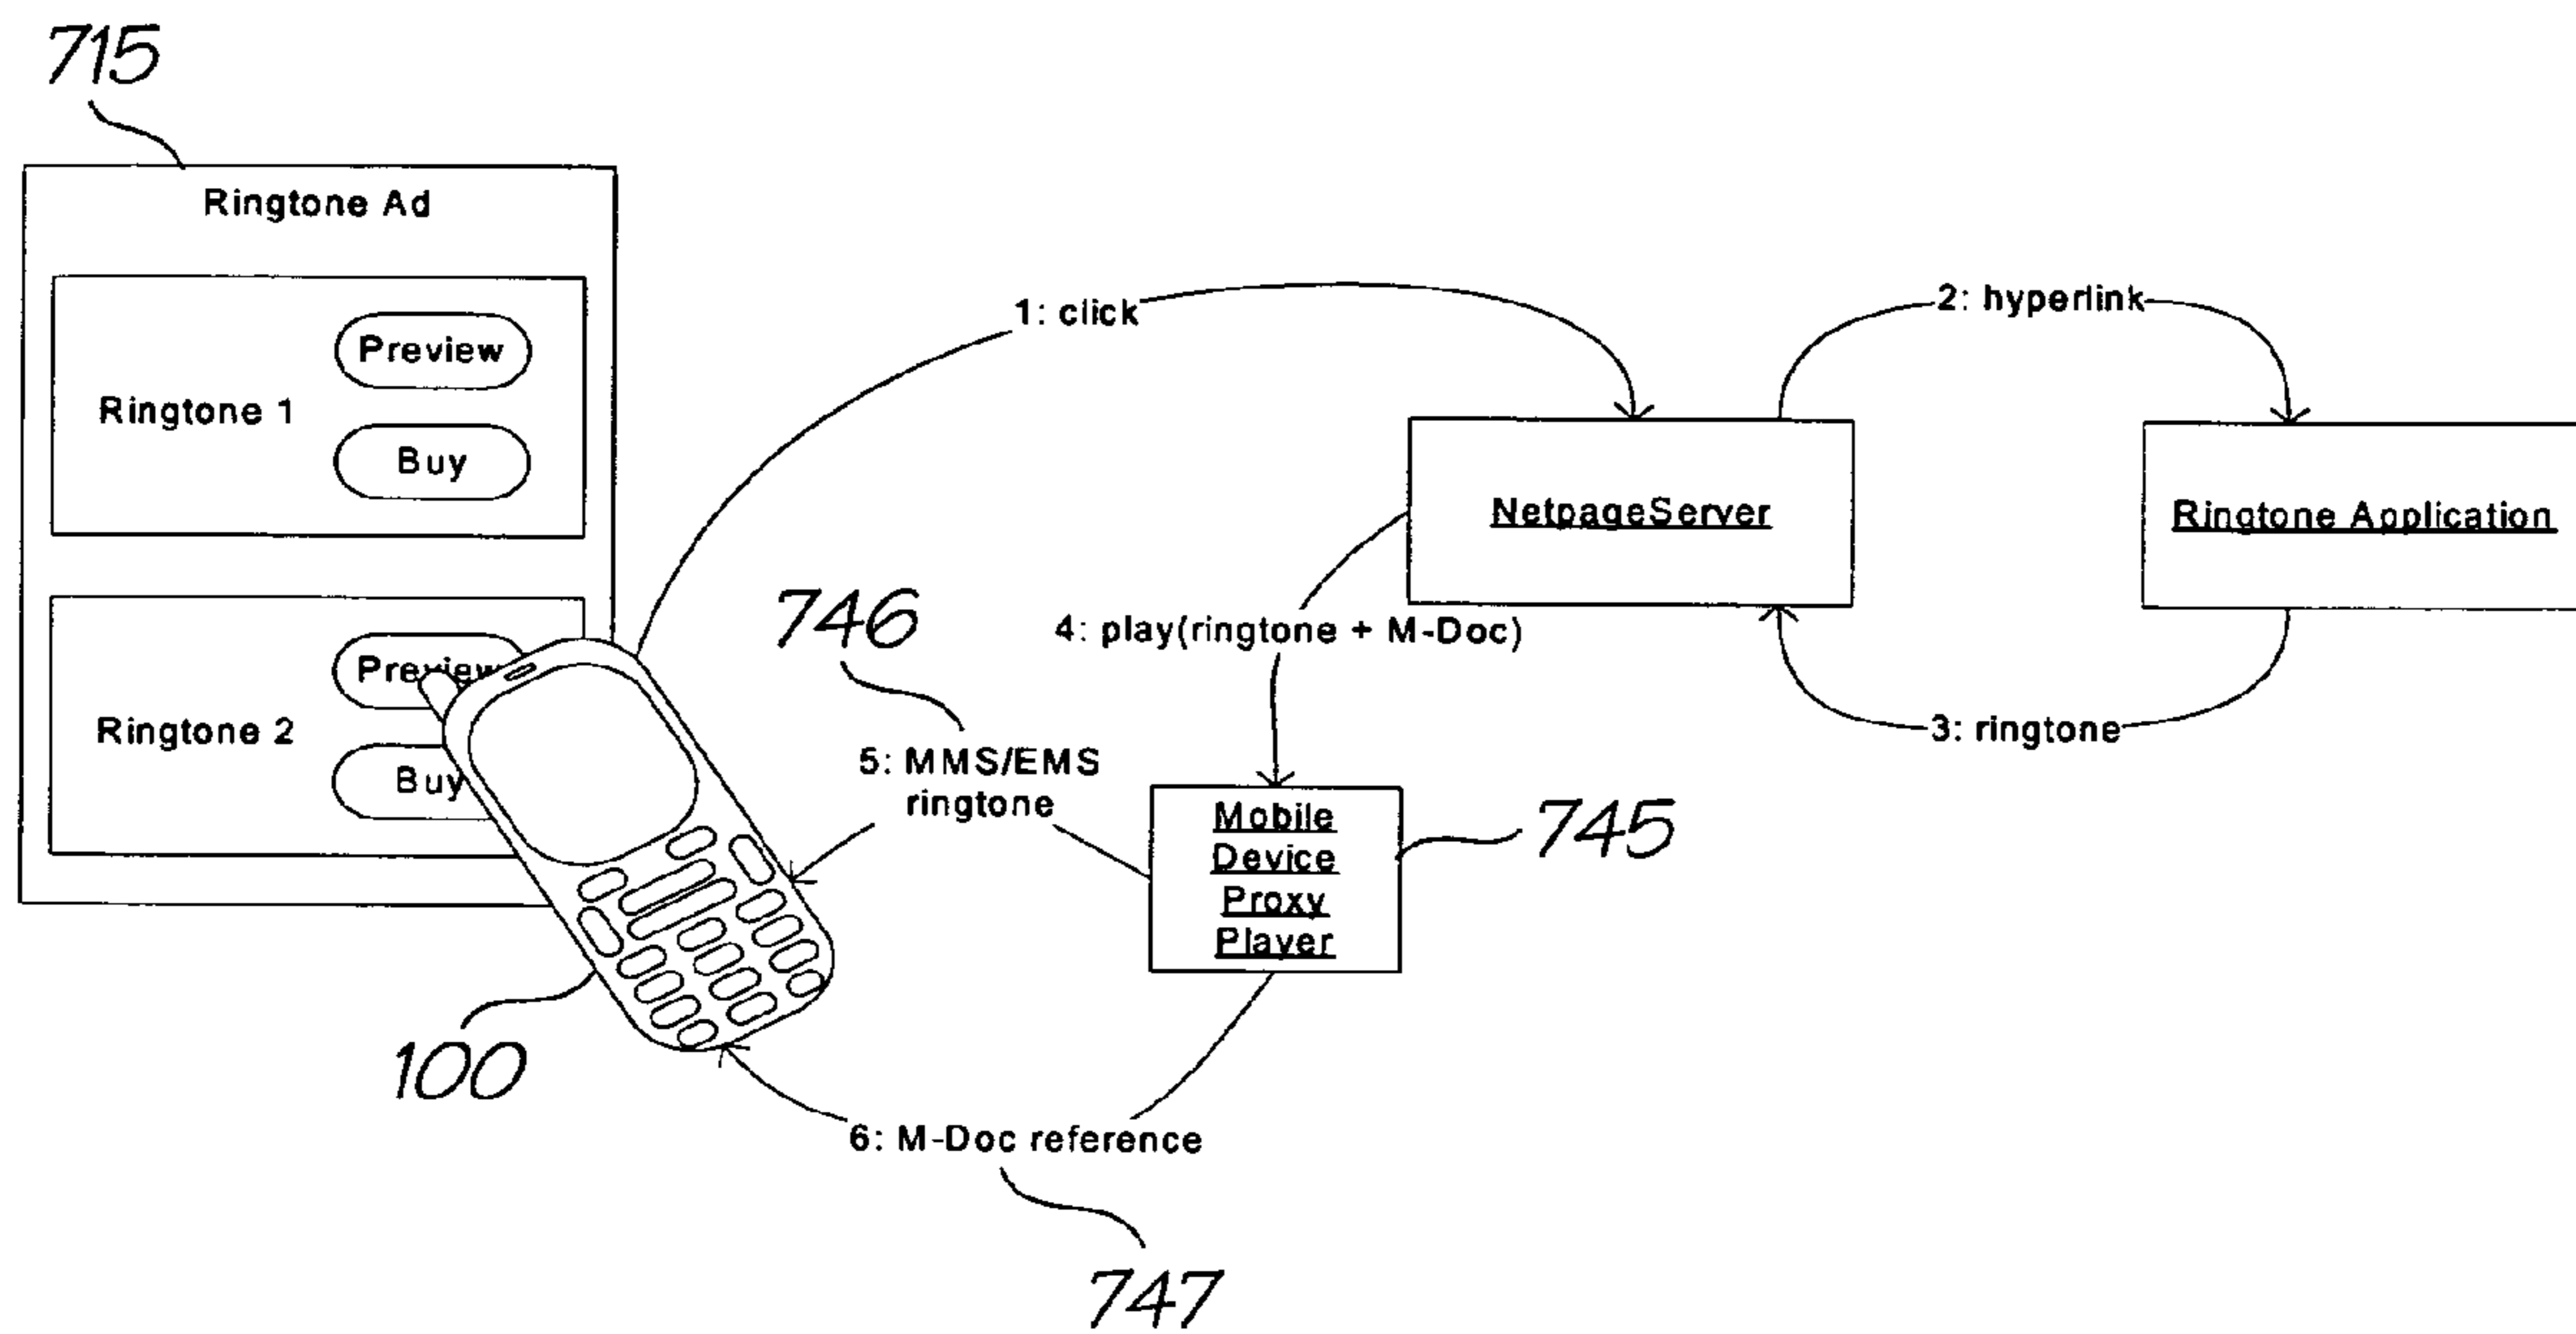 715
Ringtone Ad
Ringtone 1
Preview
Buy
Ringtone 2
Preview
Buy
100
1: click
2: hyperlink
NetpageServer
Ringtone Application
3: ringtone
4: play(ringtone + M-Doc)
746
5: MMS/EMS
ringtone
Mobile
Device
Proxy
Player
745
6: M-Doc reference
747